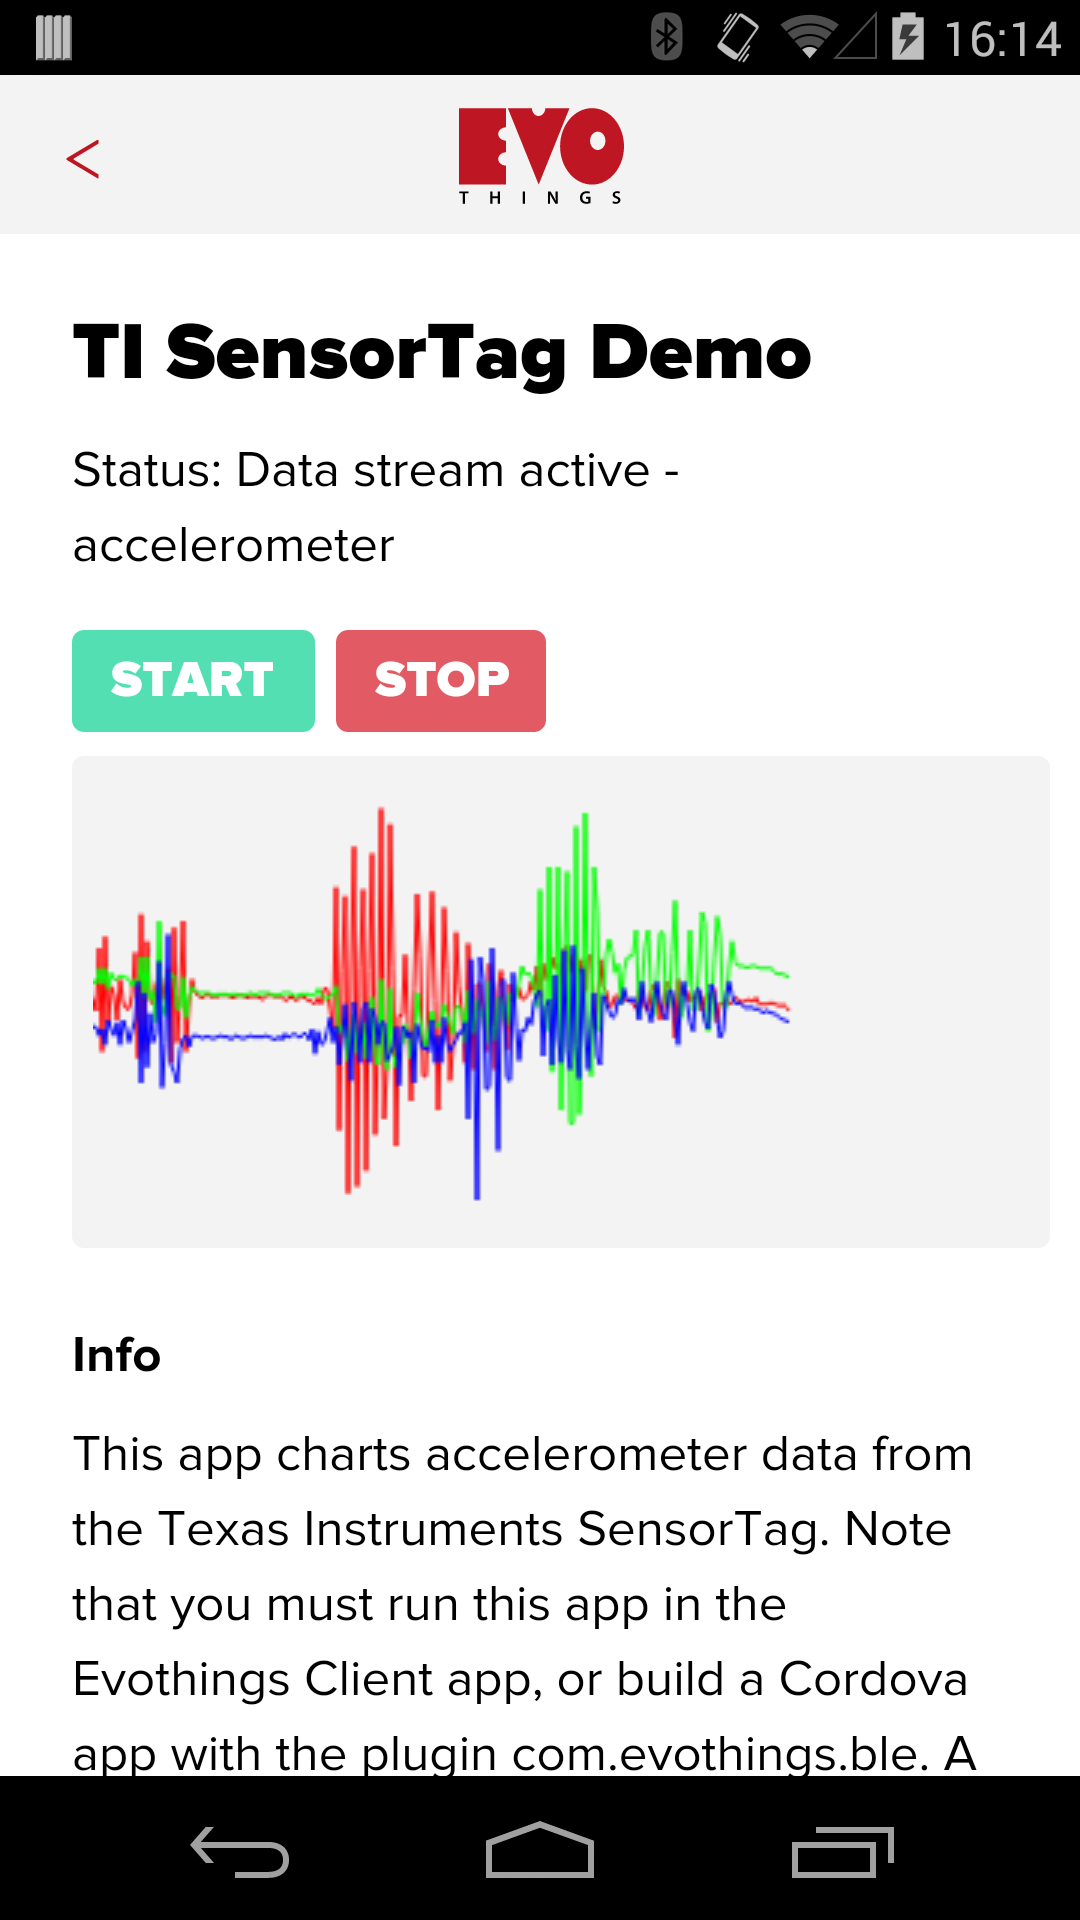 16:14
<
EVO
THINGS
TI SensorTag Demo
Status: Data stream active -
accelerometer
START STOP
Info
This app charts accelerometer data from
the Texas Instruments SensorTag. Note
that you must run this app in the
Evothings Client app, or build a Cordova
app with the plugin com.evothings.ble. A